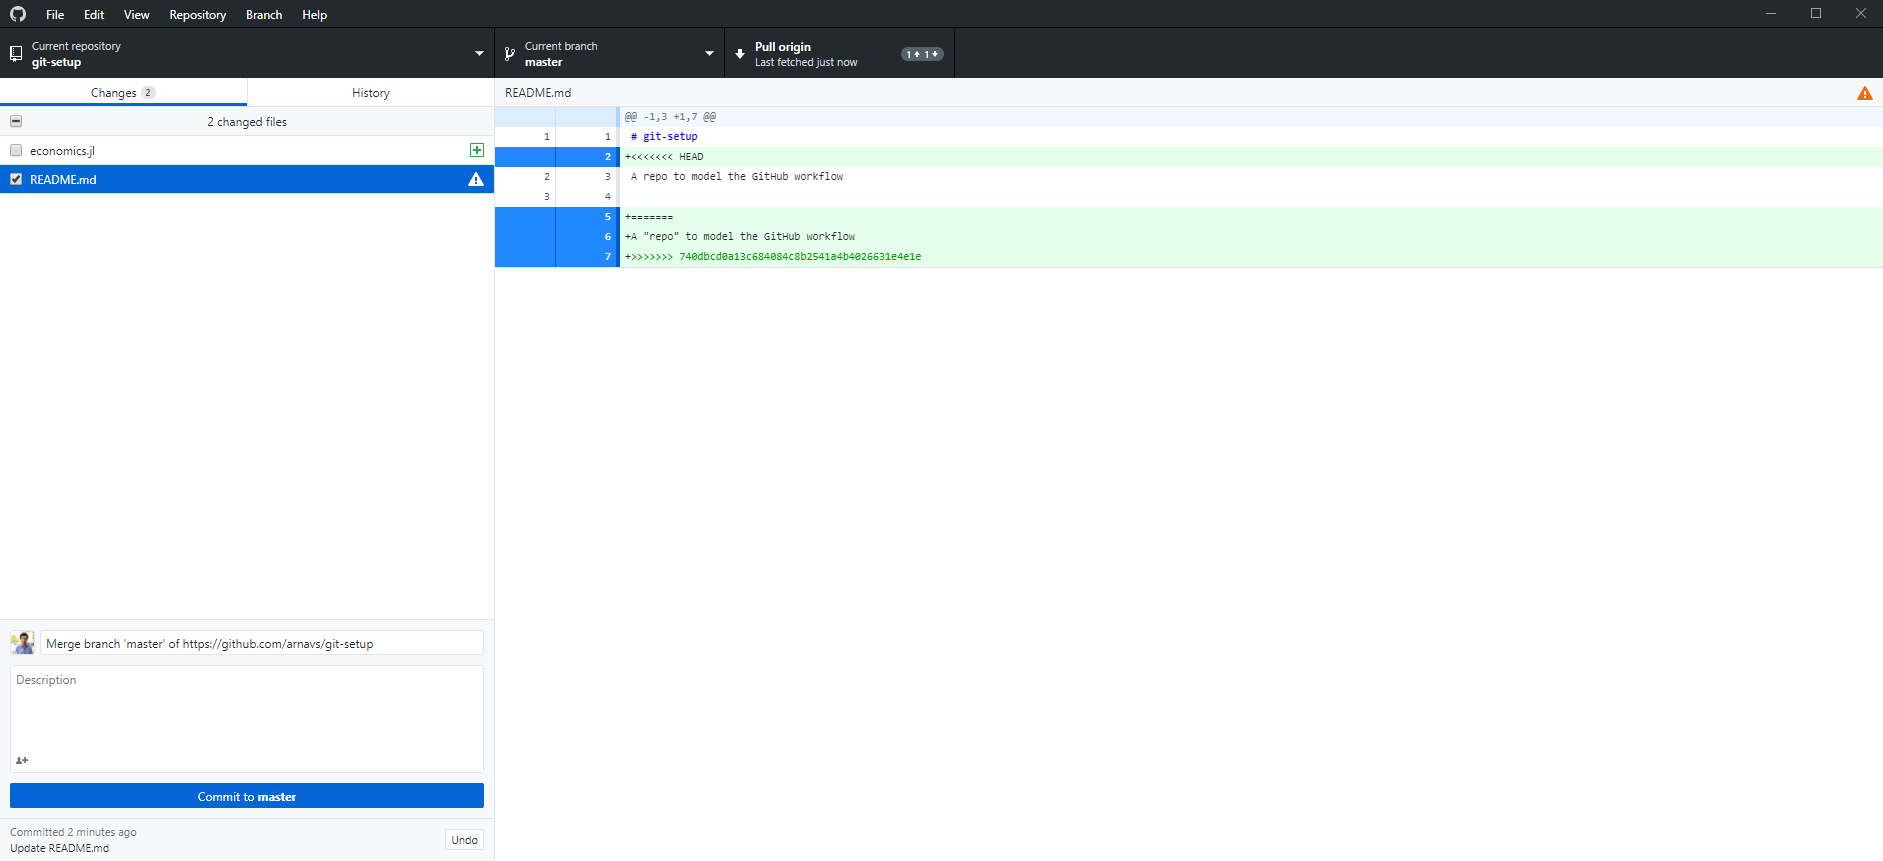 File Edit View Repository Branch Help
Current repository
git-setup
Current branch
master
Pull origin
Last fetched just now
1 1
Changes 2
History
2 changed files
economics.jl
README.md
README.md
@@ -1,3 +1,7 @@
1 1 # git-setup
2 +<<<<<<< HEAD
2 3 A repo to model the GitHub workflow
3 4
5 +=======
6 +A "repo" to model the GitHub workflow
7 +>>>>>>> 740dbcd0a13c684084c8b2541a4b4026631e4e1e
Merge branch 'master' of https://github.com/arnavs/git-setup
Description
Commit to master
Committed 2 minutes ago
Update README.md
Undo